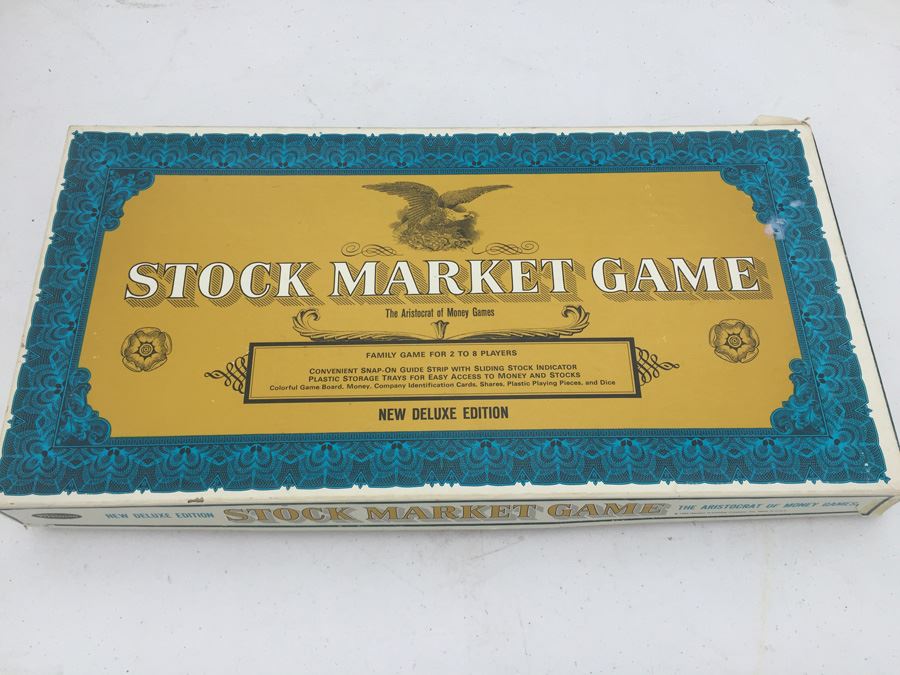 STOCK MARKET GAME
The Aristocrat of Money Games
FAMILY GAME FOR 2 TO 8 PLAYERS
CONVENIENT SNAP-ON GUIDE STRIP WITH SLIDING STOCK INDICATOR
PLASTIC STORAGE TRAYS FOR EASY ACCESS TO MONEY AND STOCKS
Colorful Game Board, Money, Company Identification Cards, Shares, Plastic Playing Pieces, and Dice
NEW DELUXE EDITION
NEW DELUXE EDITION STOCK MARKET GAME THE ARISTOCRAT OF MONEY GAMES